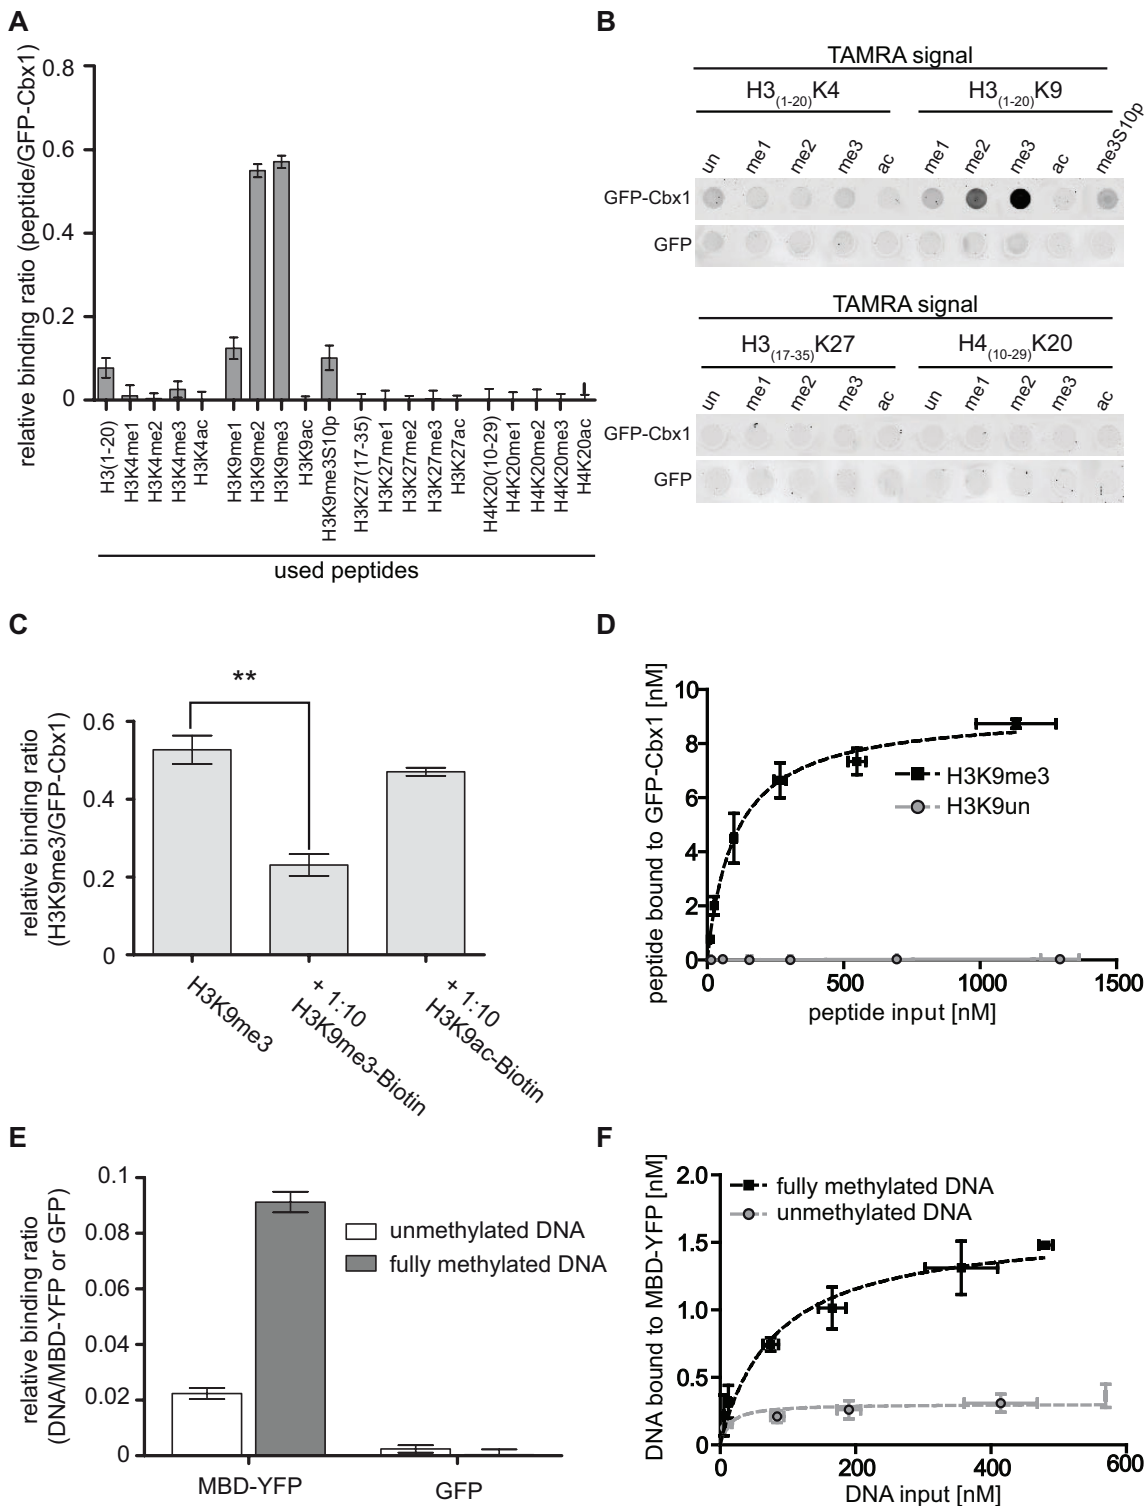 A
relative binding ratio (peptide/GFP-Cbx1)
0.8
0.6
0.4
0.2
0
H3(1-20)
H3K4me1
H3K4me2
H3K4me3
H3K4ac
H3K9me1
H3K9me2
H3K9me3
H3K9ac
H3K9me3S10p
H3K27(17-35)
H3K27me1
H3K27me2
H3K27me3
H3K27ac
H4K20(10-29)
H4K20me1
H4K20me2
H4K20me3
H4K20ac
used peptides
B
TAMRA signal
H3(1-20)K4
H3(1-20)K9
un me1 me2 me3 ac me1 me2 me3 ac me3S10p
GFP-Cbx1
GFP
TAMRA signal
H3(17-35)K27
H4(10-29)K20
un me1 me2 me3 ac un me1 me2 me3 ac
GFP-Cbx1
GFP
C
relative binding ratio
(H3K9me3/GFP-Cbx1)
**
0.6
0.4
0.2
0
H3K9me3
+ 1:10
H3K9me3-Biotin
+ 1:10
H3K9ac-Biotin
D
peptide bound to GFP-Cbx1 [nM]
10
8
6
4
2
0
H3K9me3
H3K9un
0 500 1000 1500
peptide input [nM]
E
relative binding ratio
(DNA/MBD-YFP or GFP)
0.1
0.08
0.06
0.04
0.02
0
unmethylated DNA
fully methylated DNA
MBD-YFP GFP
F
DNA bound to MBD-YFP [nM]
2.0
1.5
1.0
0.5
0
fully methylated DNA
unmethylated DNA
0 200 400 600
DNA input [nM]